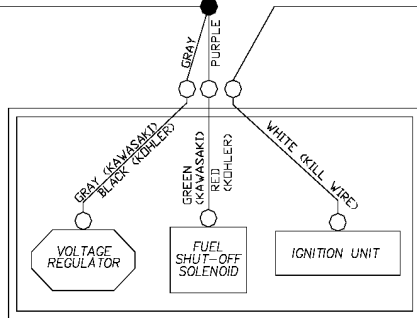 GRAY
PURPLE
GRAY (KAWASAKI)
BLACK (KOHLER)
GREEN
(KAWASAKI)
RED
(KOHLER)
WHITE (KILL WIRE)
VOLTAGE
REGULATOR
FUEL
SHUT-OFF
SOLENOID
IGNITION UNIT